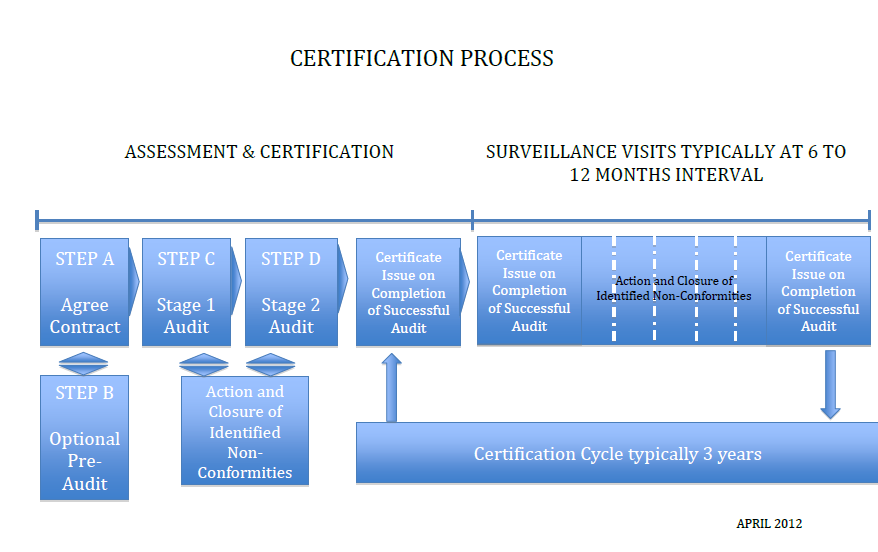 CERTIFICATION PROCESS
ASSESSMENT & CERTIFICATION
SURVEILLANCE VISITS TYPICALLY AT 6 TO
12 MONTHS INTERVAL
STEP A
Agree
Contract
STEP C
Stage 1
Audit
STEP D
Stage 2
Audit
Certificate
Issue on
Completion
of Successful
Audit
Certificate
Issue on
Completion
of Successful
Audit
Action and Closure of
Identified Non-Conformities
Certificate
Issue on
Completion
of Successful
Audit
STEP B
Optional
Pre-
Audit
Action and
Closure of
Identified
Non-
Conformities
Certification Cycle typically 3 years
APRIL 2012